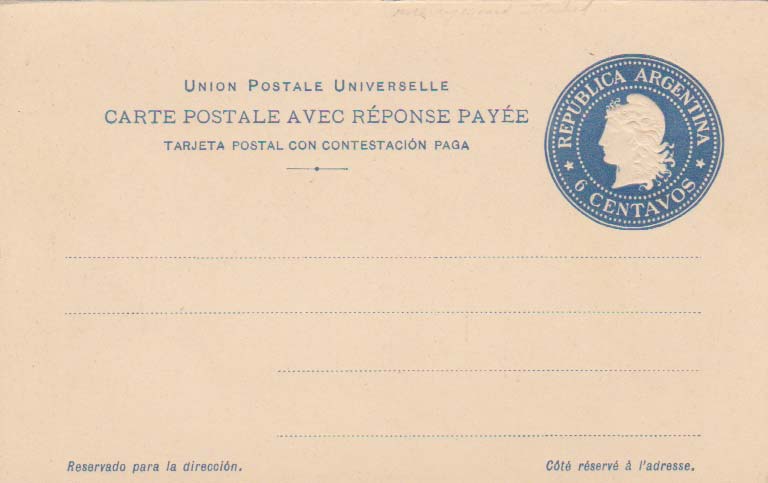 UNION POSTALE UNIVERSELLE
CARTE POSTALE AVEC RÉPONSE PAYÉE
TARJETA POSTAL CON CONTESTACIÓN PAGA
REPÚBLICA ARGENTINA
6 CENTAVOS
Reservado para la dirección.
Côté réservé à l'adresse.